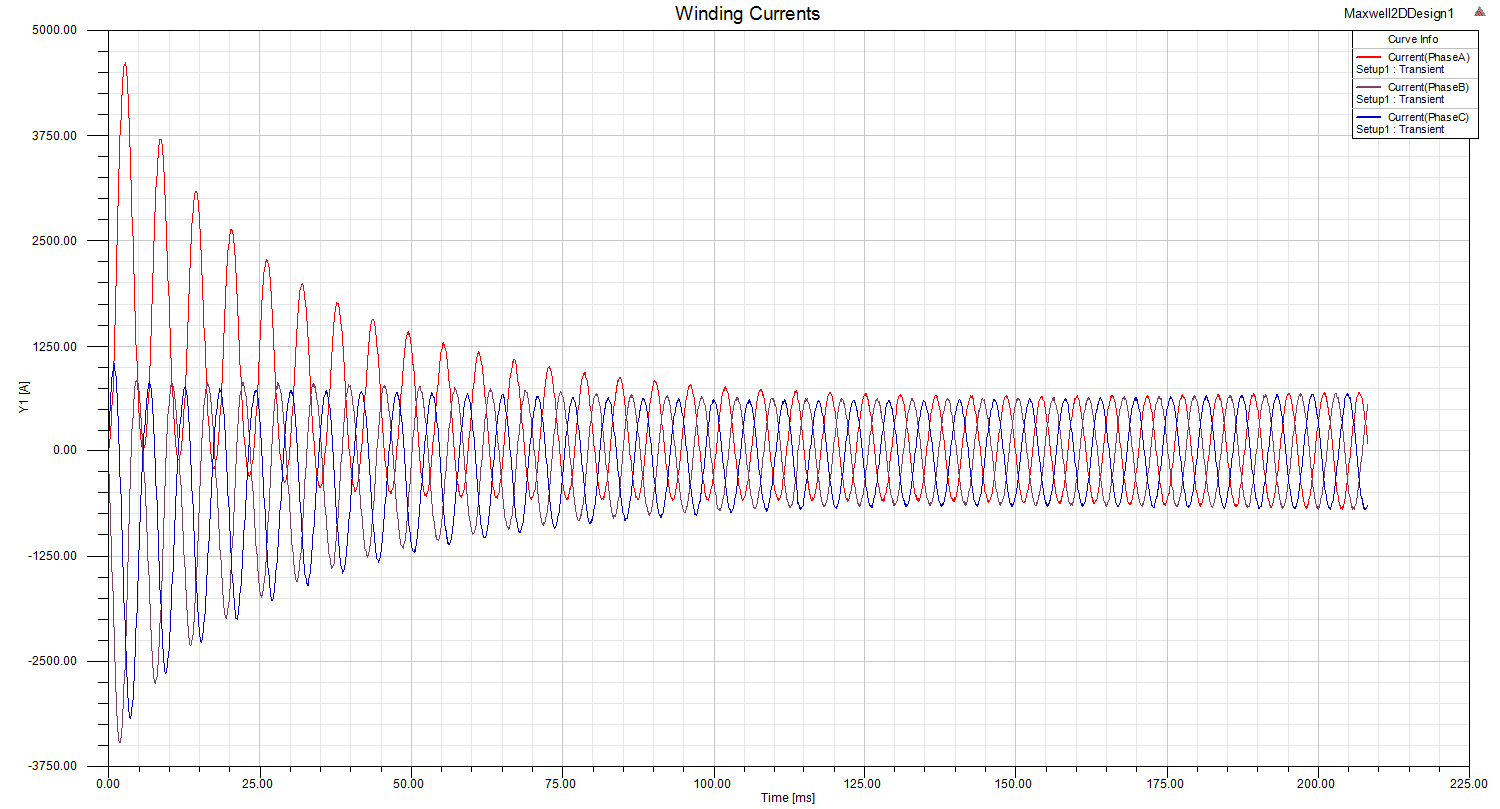 Winding Currents
Maxwell2DDesign1
Curve Info
Current(PhaseA)
Setup1 : Transient
Current(PhaseB)
Setup1 : Transient
Current(PhaseC)
Setup1 : Transient
5000.00
3750.00
2500.00
1250.00
0.00
-1250.00
-2500.00
-3750.00
Y1 [A]
0.00 25.00 50.00 75.00 100.00 125.00 150.00 175.00 200.00 225.00
Time [ms]